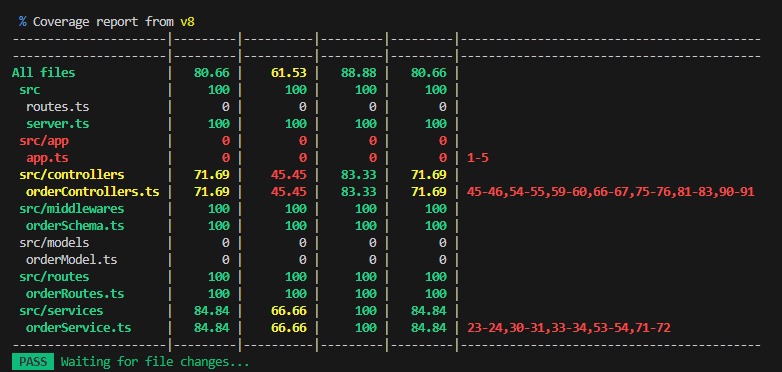 % Coverage report from v8
-----------------------|---------|----------|---------|---------|----------------------------------------
-----------------------|---------|----------|---------|---------|----------------------------------------
All files | 80.66 | 61.53 | 88.88 | 80.66 |
src | 100 | 100 | 100 | 100 |
routes.ts | 0 | 0 | 0 | 0 |
server.ts | 100 | 100 | 100 | 100 |
src/app | 0 | 0 | 0 | 0 |
app.ts | 0 | 0 | 0 | 0 | 1-5
src/controllers | 71.69 | 45.45 | 83.33 | 71.69 |
orderControllers.ts | 71.69 | 45.45 | 83.33 | 71.69 | 45-46,54-55,59-60,66-67,75-76,81-83,90-91
src/middlewares | 100 | 100 | 100 | 100 |
orderSchema.ts | 100 | 100 | 100 | 100 |
src/models | 0 | 0 | 0 | 0 |
orderModel.ts | 0 | 0 | 0 | 0 |
src/routes | 100 | 100 | 100 | 100 |
orderRoutes.ts | 100 | 100 | 100 | 100 |
src/services | 84.84 | 66.66 | 100 | 84.84 |
orderService.ts | 84.84 | 66.66 | 100 | 84.84 | 23-24,30-31,33-34,53-54,71-72
-----------------------|---------|----------|---------|---------|----------------------------------------
PASS Waiting for file changes...